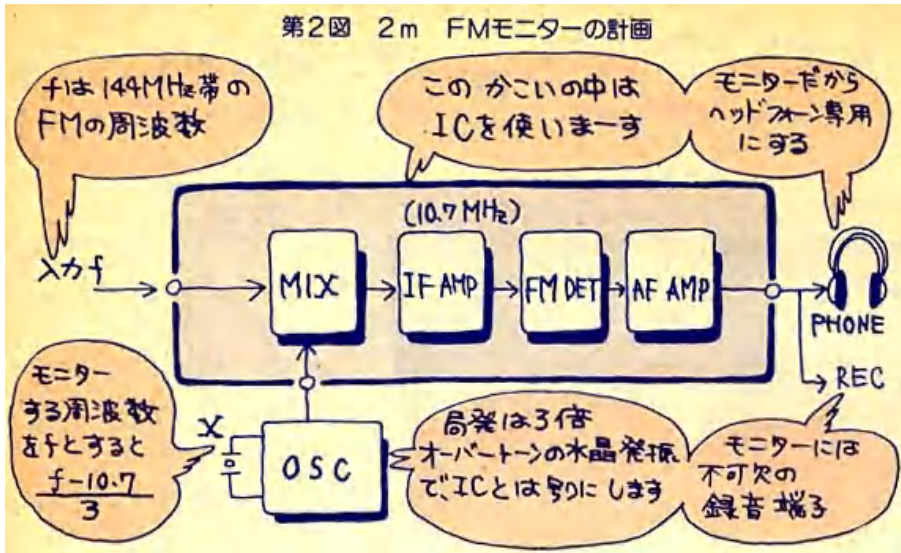 第2図 2m FMモニターの計画
fは144MHz帯の
FMの周波数
この かこいの中は
ICを使いまーす
モニターだから
ヘッドフォーン専用
にする
(10.7MHz)
入力f
MIX
IF AMP
FM DET
AF AMP
PHONE
REC
モニター
する周波数
をfとすると
f-10.7
3
X
OSC
局発は3倍
オーバートーンの水晶発振
で、ICとは別りにします
モニターには
不可欠の
録音端子